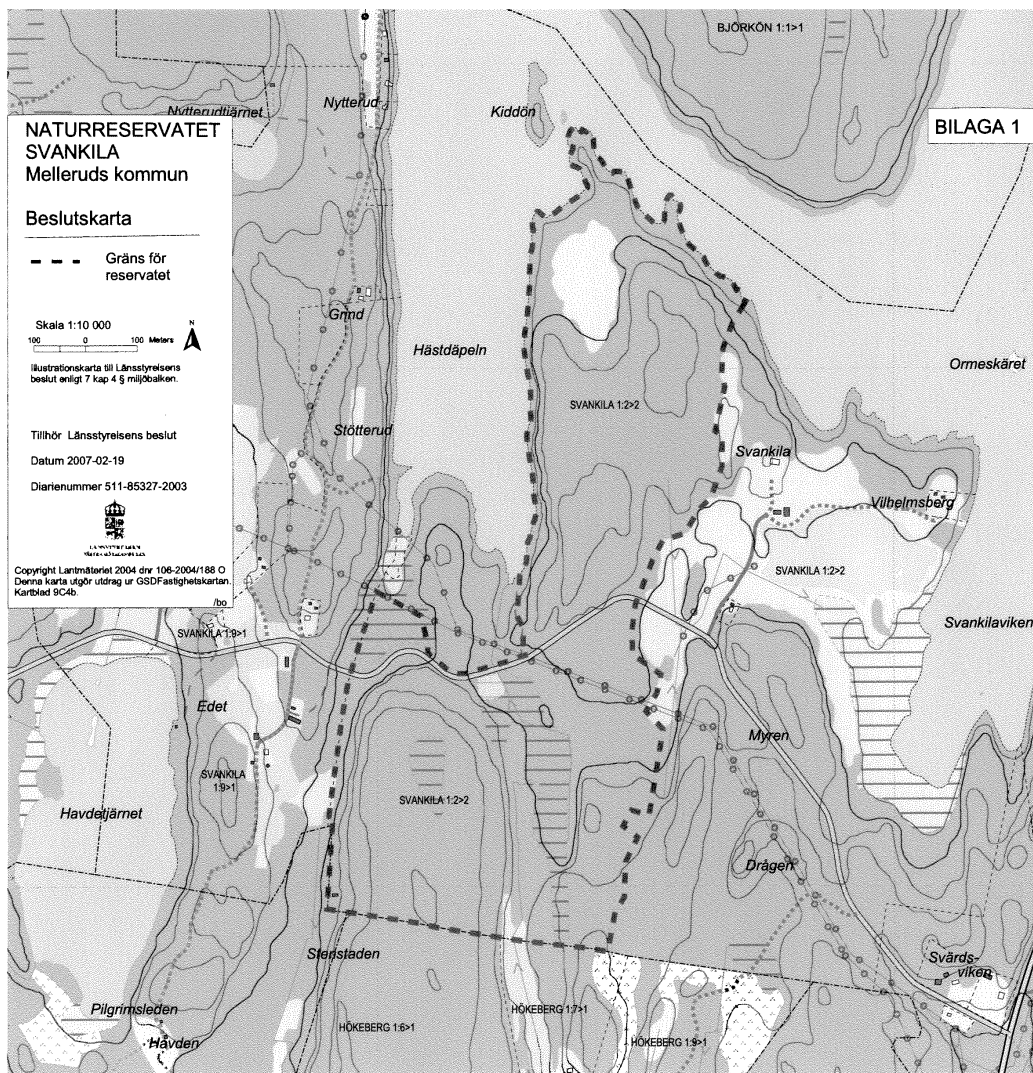 BJÖRKÖN 1:1>1
Nytterudtjärnet
Nytterud
Kiddön
BILAGA 1
NATURRESERVATET
SVANKILA
Melleruds kommun
Beslutskarta
Gräns för
reservatet
Skala 1:10 000
N
100 0 100 Meters
Illustrationskarta till Länsstyrelsens
beslut enligt 7 kap 4 § miljöbalken.
Tillhör Länsstyrelsens beslut
Datum 2007-02-19
Diarienummer 511-85327-2003
LÄNSSTYRELSEN
Copyright Lantmäteriet 2004 dnr 106-2004/188 O
Denna karta utgör utdrag ur GSDFastighetskartan.
Kartblad 9C4b.
/bo
Grind
Hästdäpeln
Ormeskäret
SVANKILA 1:2>2
Stötterud
Svankila
Vilhelmsberg
SVANKILA 1:2>2
Svankilaviken
SVANKILA 1:9>1
Edet
Myren
SVANKILA
1:9>1
SVANKILA 1:2>2
Havdetjärnet
Drågen
Stenstaden
Svärds-
viken
Pilgrimsleden
HÖKEBERG 1:7>1
HÖKEBERG 1:6>1
Håvden
HÖKEBERG 1:9>1